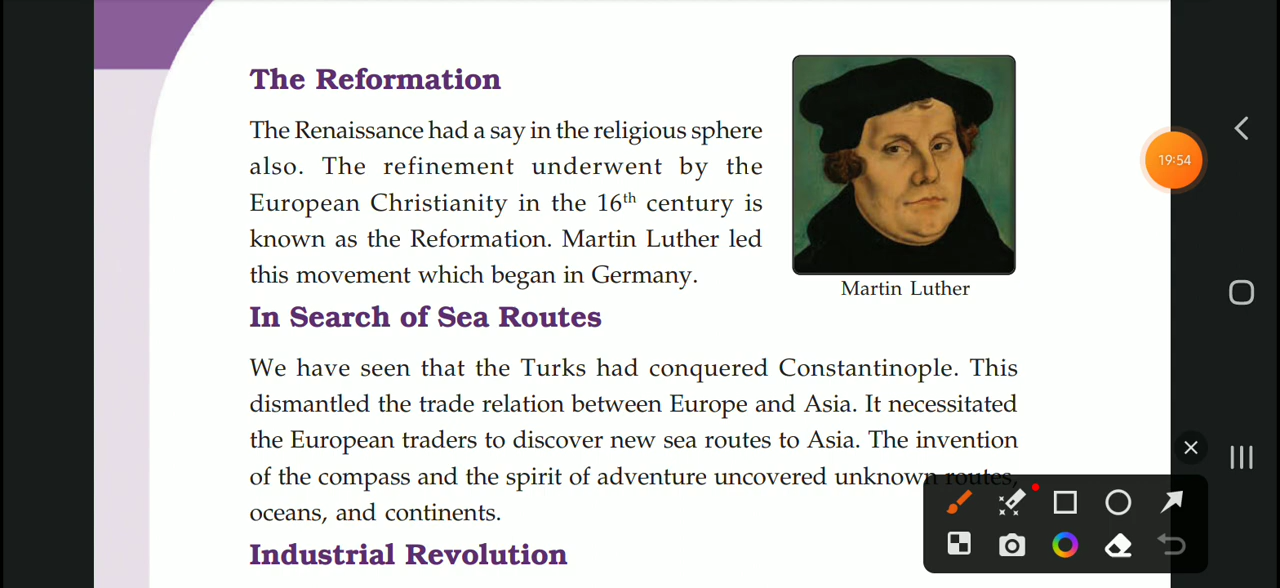 The Reformation
The Renaissance had a say in the religious sphere
also. The refinement underwent by the
European Christianity in the 16th century is
known as the Reformation. Martin Luther led
this movement which began in Germany.
Martin Luther
In Search of Sea Routes
We have seen that the Turks had conquered Constantinople. This
dismantled the trade relation between Europe and Asia. It necessitated
the European traders to discover new sea routes to Asia. The invention
of the compass and the spirit of adventure uncovered unknown routes,
oceans, and continents.
Industrial Revolution
19:54